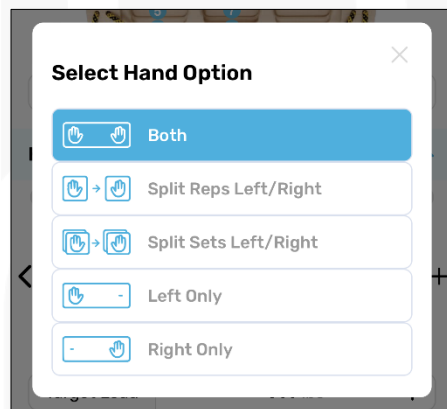 Select Hand Option
Both
Split Reps Left/Right
Split Sets Left/Right
Left Only
Right Only